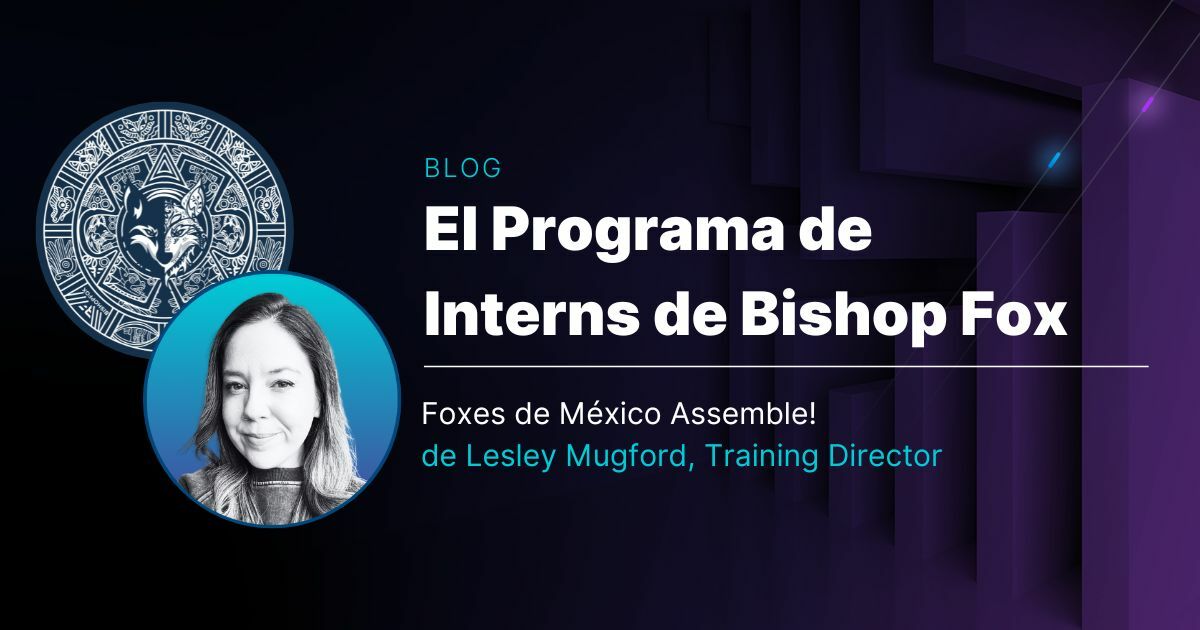 BLOG
El Programa de
Interns de Bishop Fox
Foxes de México Assemble!
de Lesley Mugford, Training Director